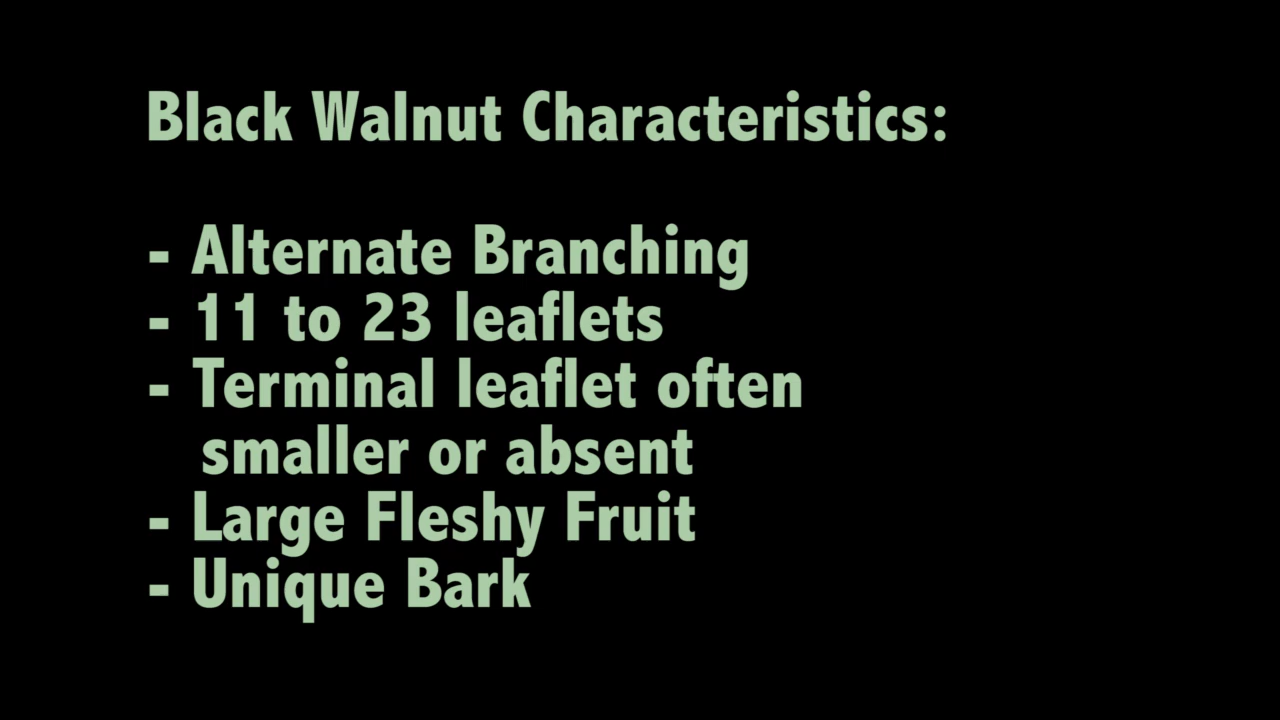 Black Walnut Characteristics:
- Alternate Branching
- 11 to 23 leaflets
- Terminal leaflet often
smaller or absent
- Large Fleshy Fruit
- Unique Bark